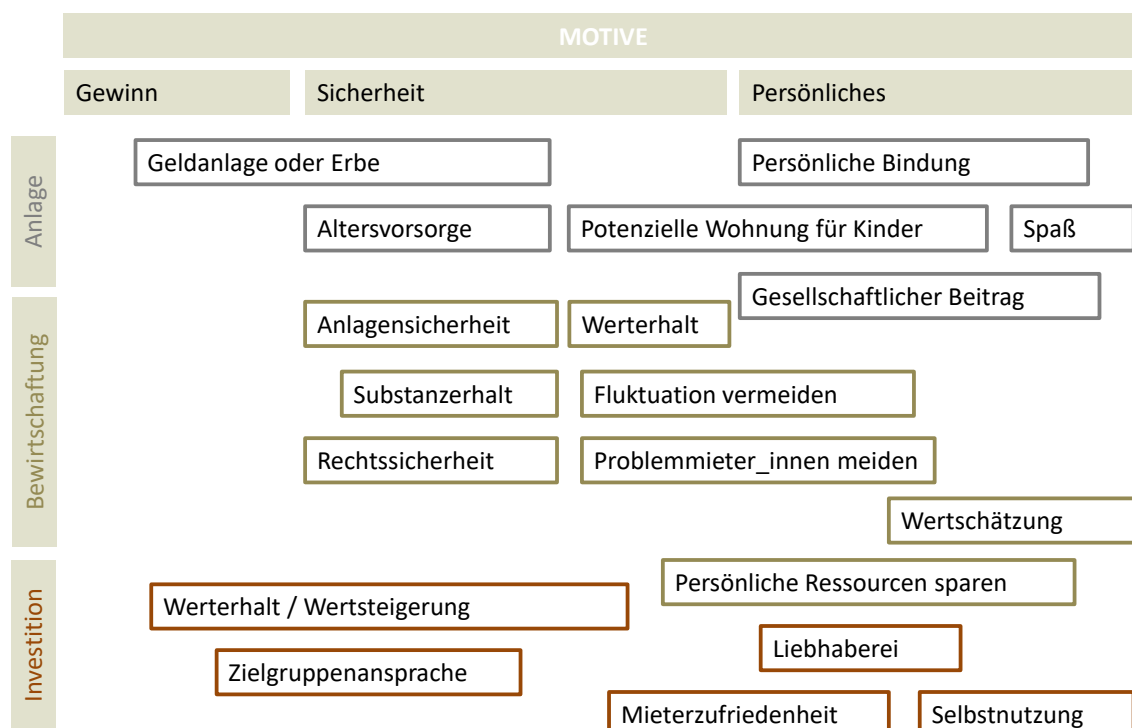 MOTIVE
Gewinn
Sicherheit
Persönliches
Anlage
Geldanlage oder Erbe
Persönliche Bindung
Altersvorsorge
Potenzielle Wohnung für Kinder
Spaß
Gesellschaftlicher Beitrag
Bewirtschaftung
Anlagensicherheit
Werterhalt
Substanzerhalt
Fluktuation vermeiden
Rechtssicherheit
Problemmieter_innen meiden
Wertschätzung
Persönliche Ressourcen sparen
Investition
Werterhalt / Wertsteigerung
Liebhaberei
Zielgruppenansprache
Mieterzufriedenheit
Selbstnutzung